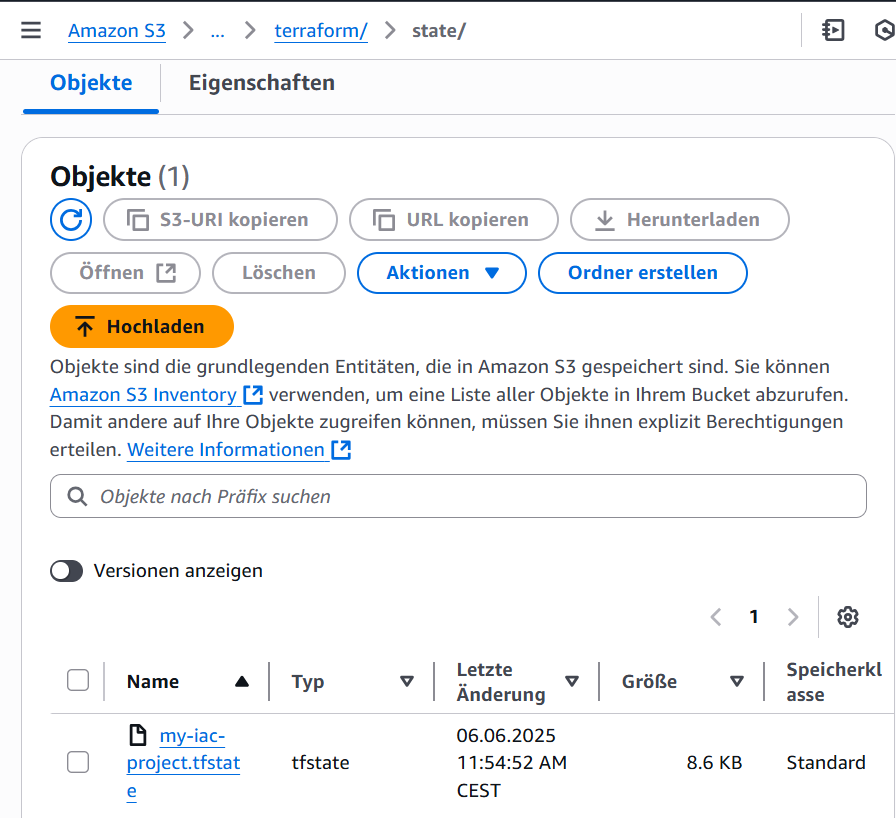 Amazon S3 > ... > terraform/ > state/
Objekte Eigenschaften
Objekte (1)
S3-URI kopieren URL kopieren Herunterladen
Öffnen Löschen Aktionen Ordner erstellen
Hochladen
Objekte sind die grundlegenden Entitäten, die in Amazon S3 gespeichert sind. Sie können
Amazon S3 Inventory verwenden, um eine Liste aller Objekte in Ihrem Bucket abzurufen.
Damit andere auf Ihre Objekte zugreifen können, müssen Sie ihnen explizit Berechtigungen
erteilen. Weitere Informationen
Objekte nach Präfix suchen
Versionen anzeigen
1
Name Typ Letzte Änderung Größe Speicherkl
asse
my-iac-
project.tfstat
e
tfstate
06.06.2025
11:54:52 AM
CEST
8.6 KB
Standard